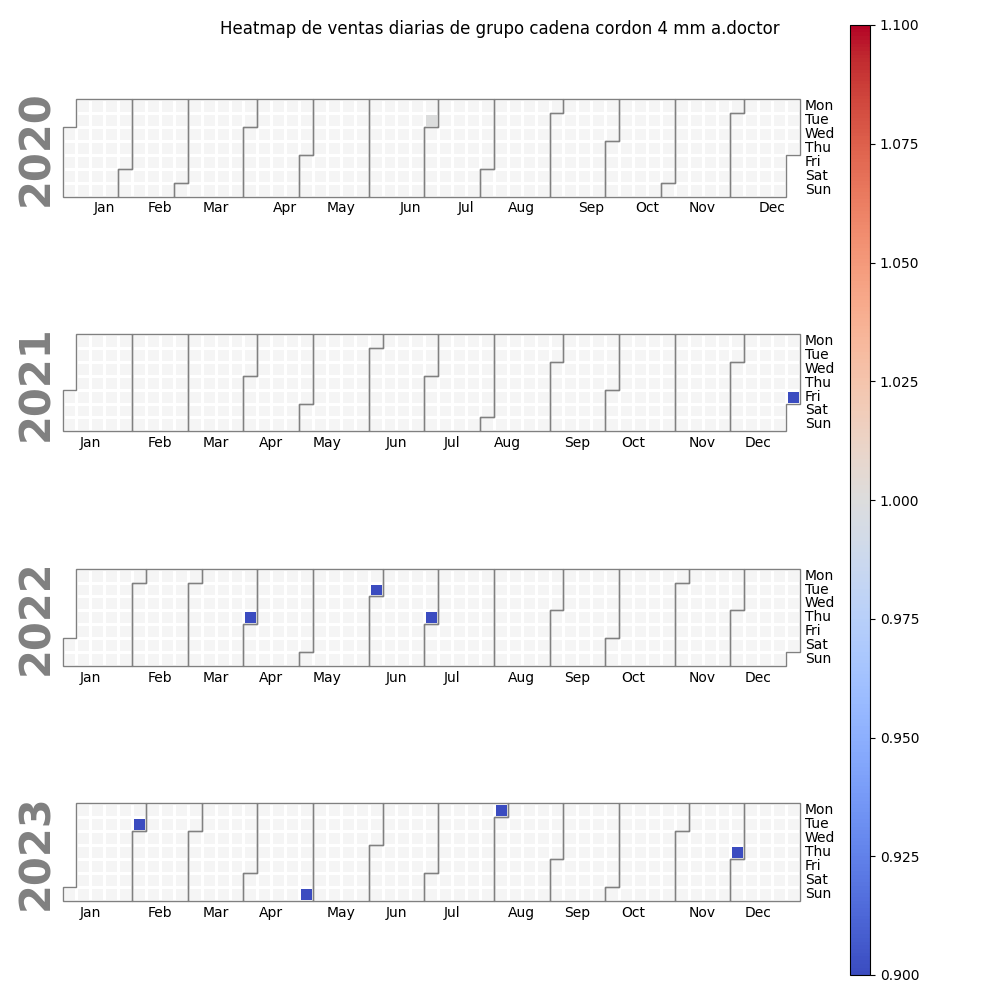 Heatmap de ventas diarias de grupo cadena cordon 4 mm a.doctor
2020
Mon
Tue
Wed
Thu
Fri
Sat
Sun
Jan Feb Mar Apr May Jun Jul Aug Sep Oct Nov Dec
2021
Mon
Tue
Wed
Thu
Fri
Sat
Sun
Jan Feb Mar Apr May Jun Jul Aug Sep Oct Nov Dec
2022
Mon
Tue
Wed
Thu
Fri
Sat
Sun
Jan Feb Mar Apr May Jun Jul Aug Sep Oct Nov Dec
2023
Mon
Tue
Wed
Thu
Fri
Sat
Sun
Jan Feb Mar Apr May Jun Jul Aug Sep Oct Nov Dec
1.100
1.075
1.050
1.025
1.000
0.975
0.950
0.925
0.900